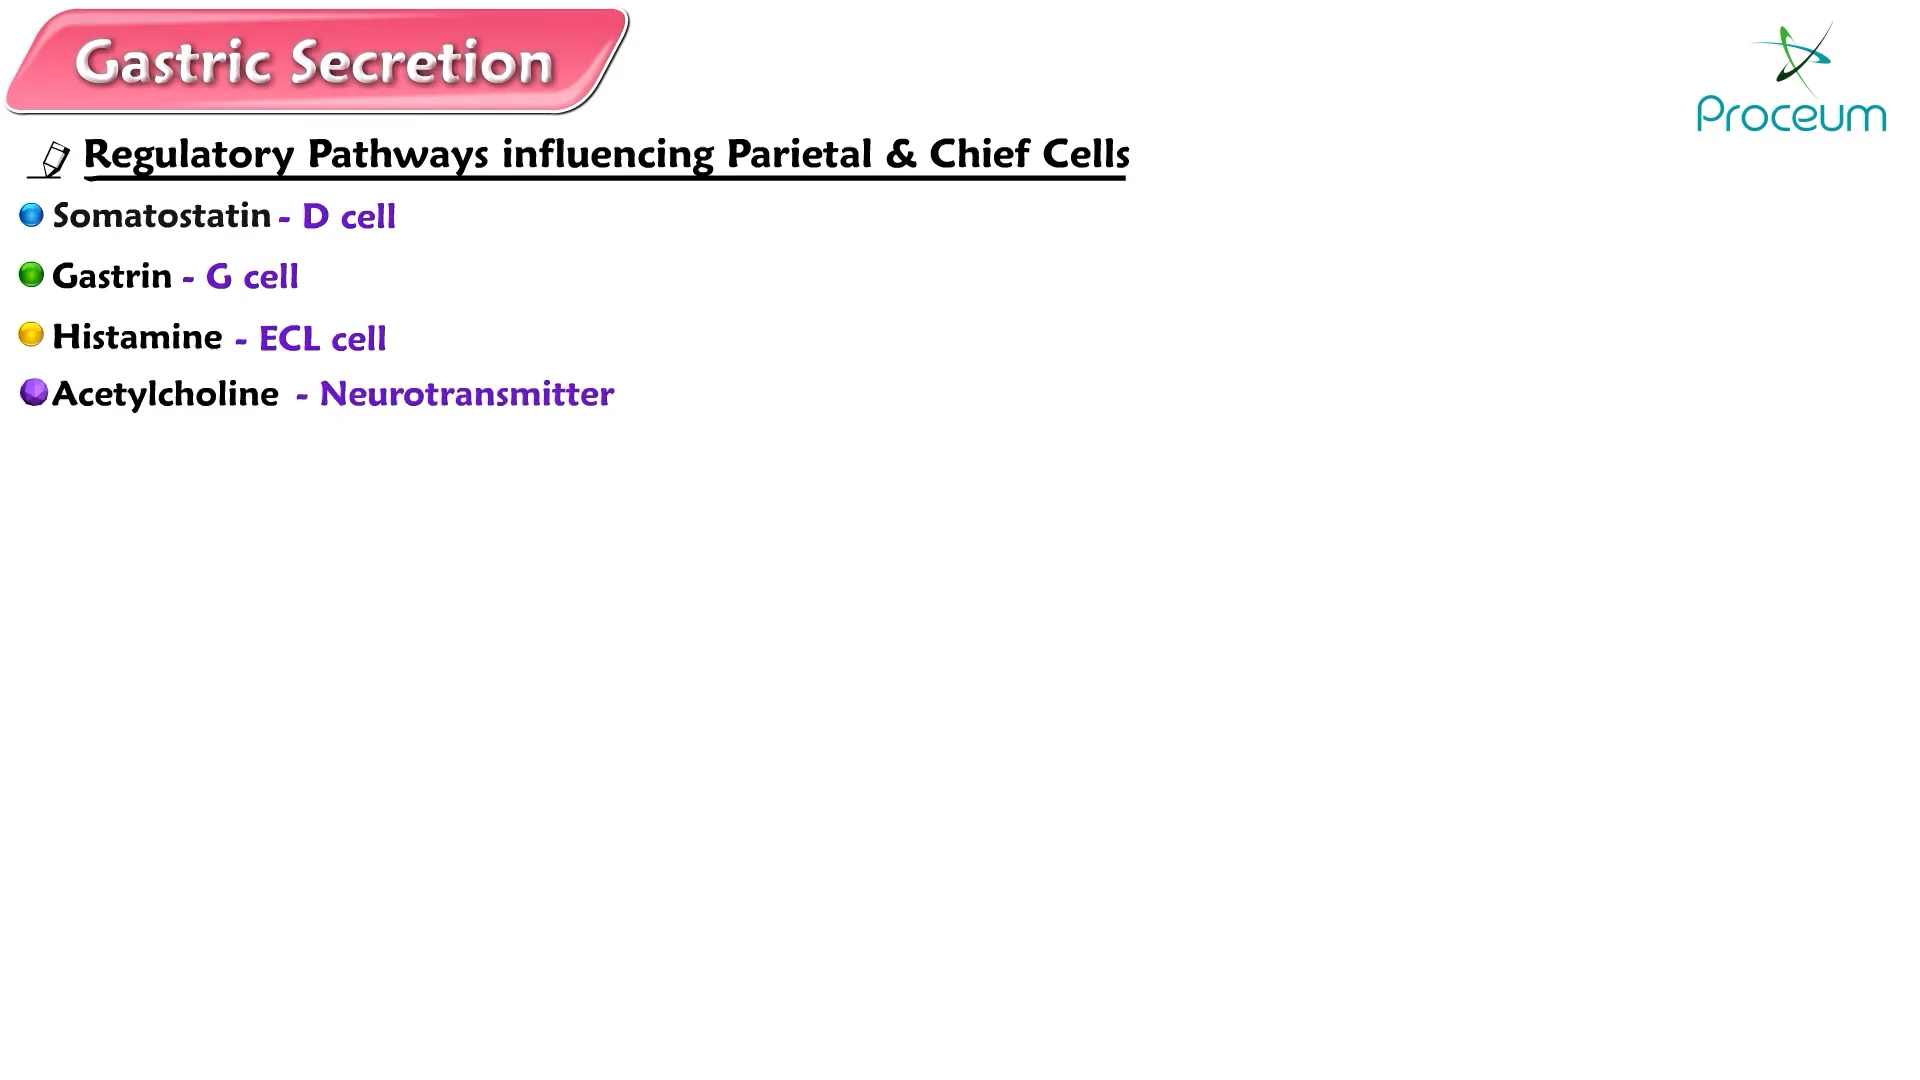 Gastric Secretion
Proceum
Regulatory Pathways influencing Parietal & Chief Cells
Somatostatin - D cell
Gastrin - G cell
Histamine - ECL cell
Acetylcholine - Neurotransmitter